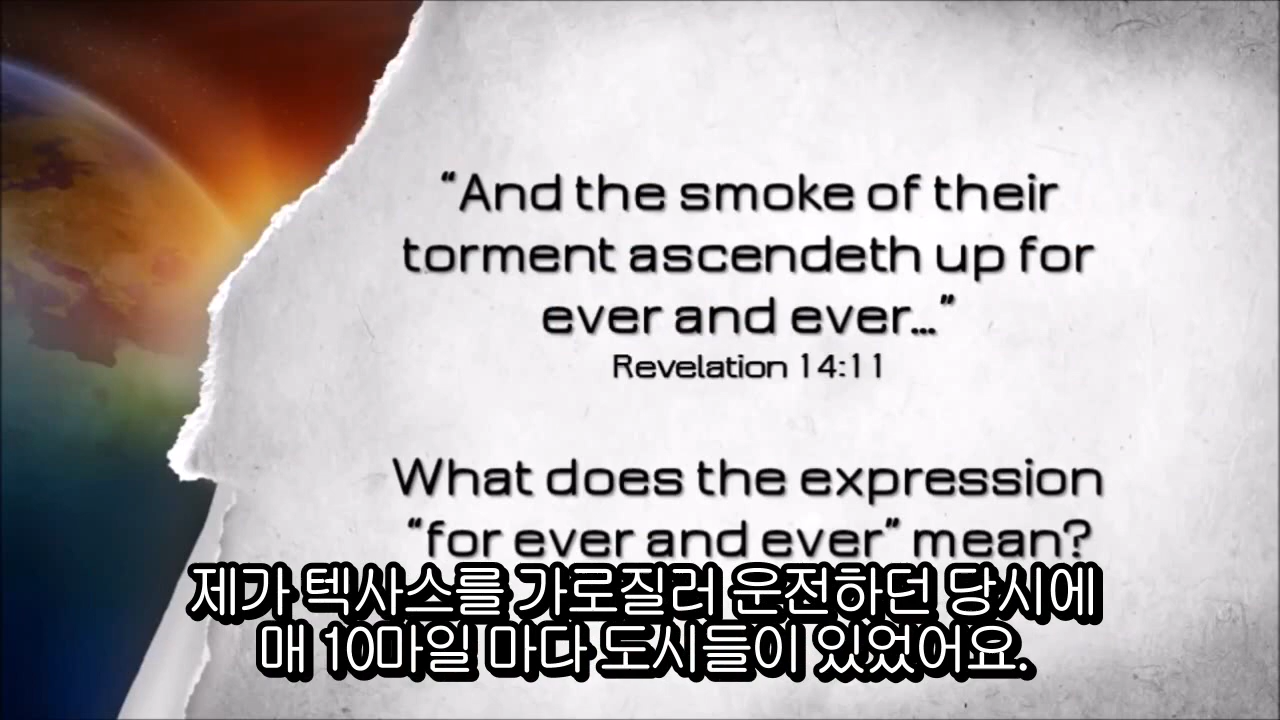 “And the smoke of their
torment ascendeth up for
ever and ever...”
Revelation 14:11
What does the expression
“for ever and ever” mean?
제가 텍사스를 가로질러 운전하던 당시에
매 10마일 마다 도시들이 있었어요.